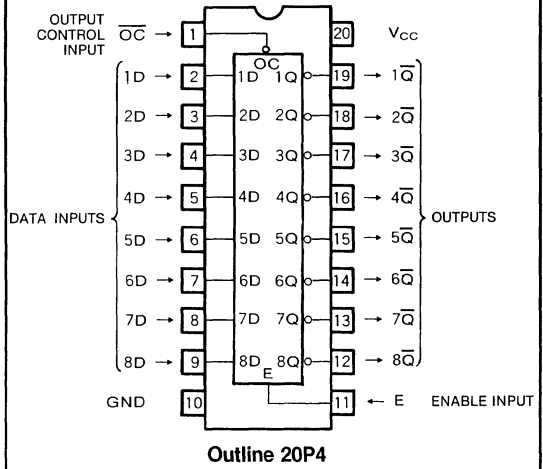 OUTPUT
CONTROL O̅C̅ → 1 20 VCC
INPUT
OC
1D → 2 1D 1Q 19 → 1Q̅
2D → 3 2D 2Q 18 → 2Q̅
3D → 4 3D 3Q 17 → 3Q̅
4D → 5 4D 4Q 16 → 4Q̅
DATA INPUTS OUTPUTS
5D → 6 5D 5Q 15 → 5Q̅
6D → 7 6D 6Q 14 → 6Q̅
7D → 8 7D 7Q 13 → 7Q̅
8D → 9 8D 8Q 12 → 8Q̅
E
GND 10 11 ← E ENABLE INPUT
Outline 20P4